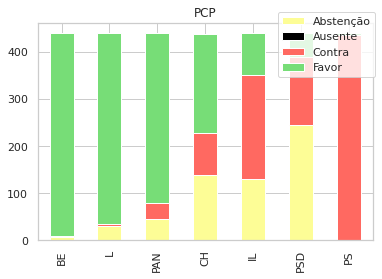 PCP
Abstenção
Ausente
Contra
Favor
400
300
200
100
0
BE
L
PAN
CH
IL
PSD
PS